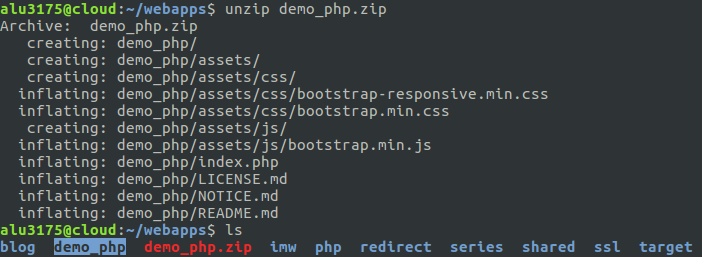 alu3175@cloud:~/webapps$ unzip demo_php.zip
Archive:  demo_php.zip
   creating: demo_php/
   creating: demo_php/assets/
   creating: demo_php/assets/css/
  inflating: demo_php/assets/css/bootstrap-responsive.min.css
  inflating: demo_php/assets/css/bootstrap.min.css
   creating: demo_php/assets/js/
  inflating: demo_php/assets/js/bootstrap.min.js
  inflating: demo_php/index.php
  inflating: demo_php/LICENSE.md
  inflating: demo_php/NOTICE.md
  inflating: demo_php/README.md
alu3175@cloud:~/webapps$ ls
blog  demo_php  demo_php.zip  imw  php  redirect  series  shared  ssl  target